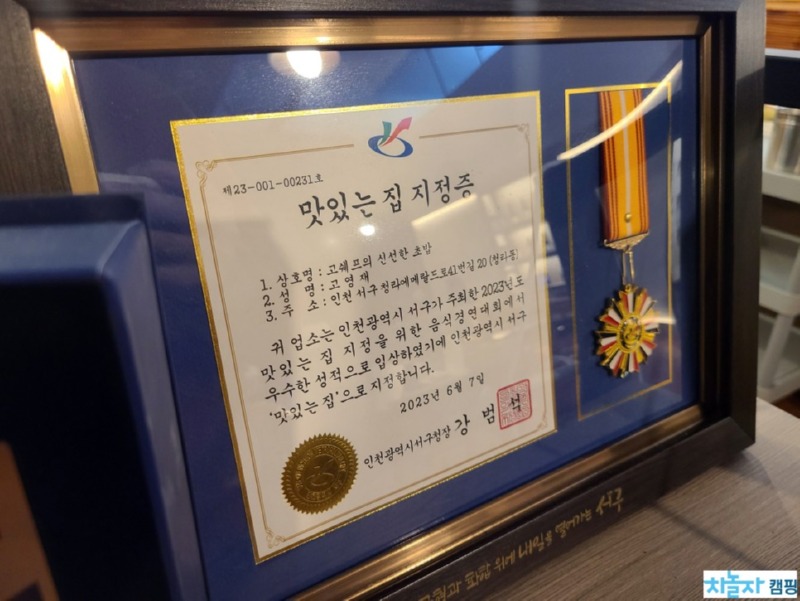 제23-001-00231호
맛있는 집 지정증
1. 상호명 : 고쉐프의 신선한 초밥
2. 성 명 : 고영재
3. 주 소 : 인천 서구 청라에메랄드로41번길 20 (청라동)
귀 업소는 인천광역시 서구가 주최한 2023년도
맛있는 집 지정을 위한 음식경연대회에서
우수한 성적으로 입상하였기에 인천광역시 서구
'맛있는 집'으로 지정합니다.
2023년 6월 7일
인천광역시서구청장 강 범 석
화합 위에 내일을 열어가는 서구
차놀자 캠핑